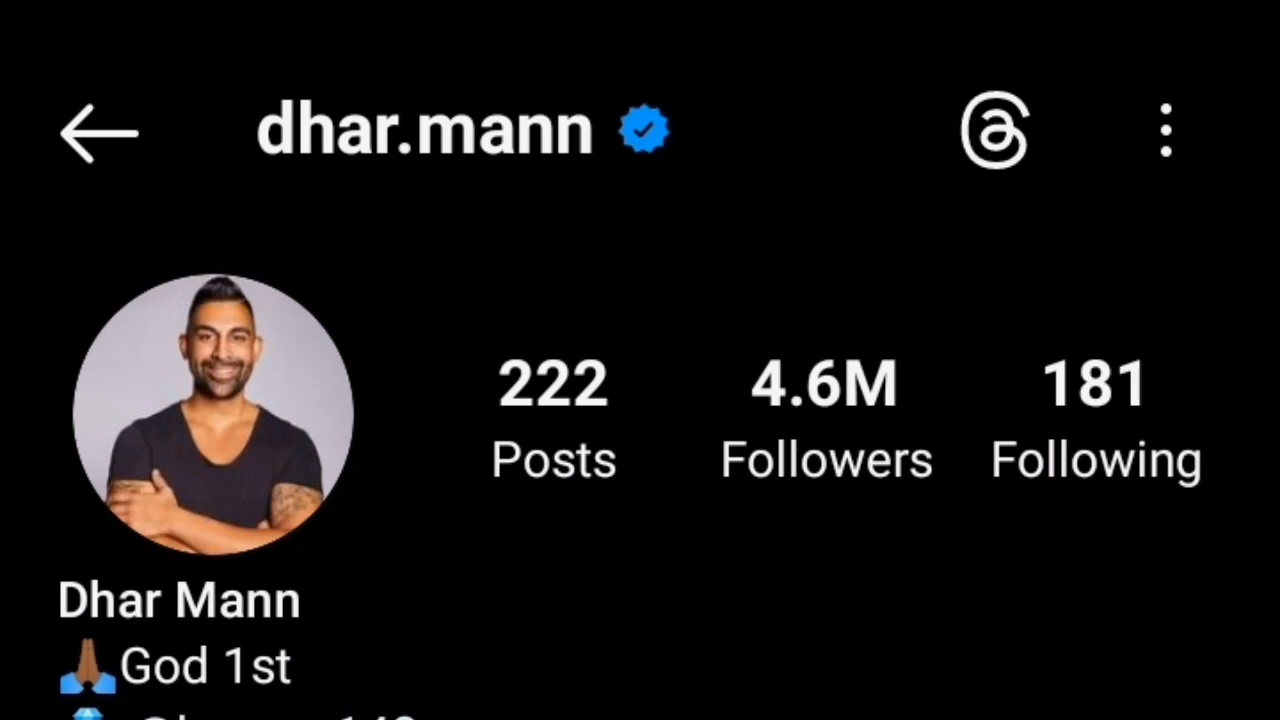 dhar.mann
222 4.6M 181
Posts Followers Following
Dhar Mann
🙏🏾God 1st